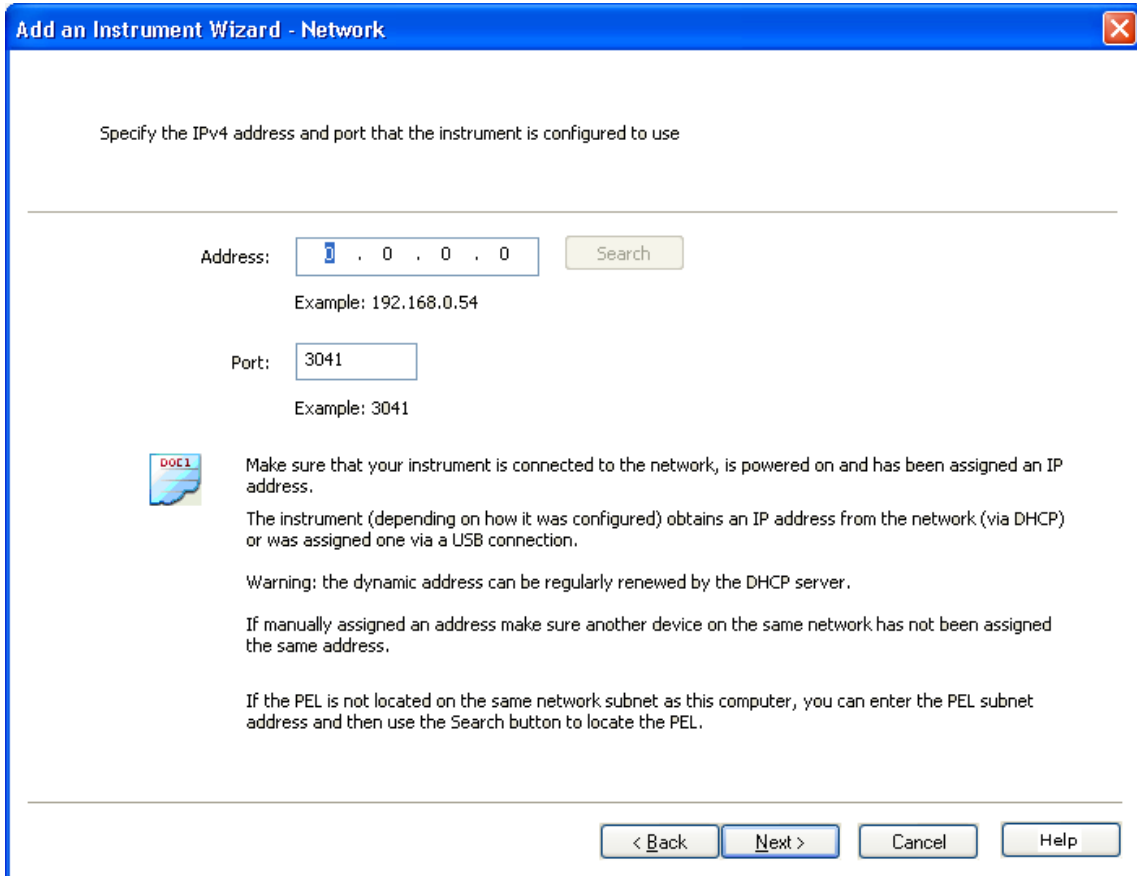 Add an Instrument Wizard - Network
Specify the IPv4 address and port that the instrument is configured to use
Address: 0 . 0 . 0 . 0 Search
Example: 192.168.0.54
Port: 3041
Example: 3041
DOC1
Make sure that your instrument is connected to the network, is powered on and has been assigned an IP
address.
The instrument (depending on how it was configured) obtains an IP address from the network (via DHCP)
or was assigned one via a USB connection.
Warning: the dynamic address can be regularly renewed by the DHCP server.
If manually assigned an address make sure another device on the same network has not been assigned
the same address.
If the PEL is not located on the same network subnet as this computer, you can enter the PEL subnet
address and then use the Search button to locate the PEL.
< Back Next > Cancel Help